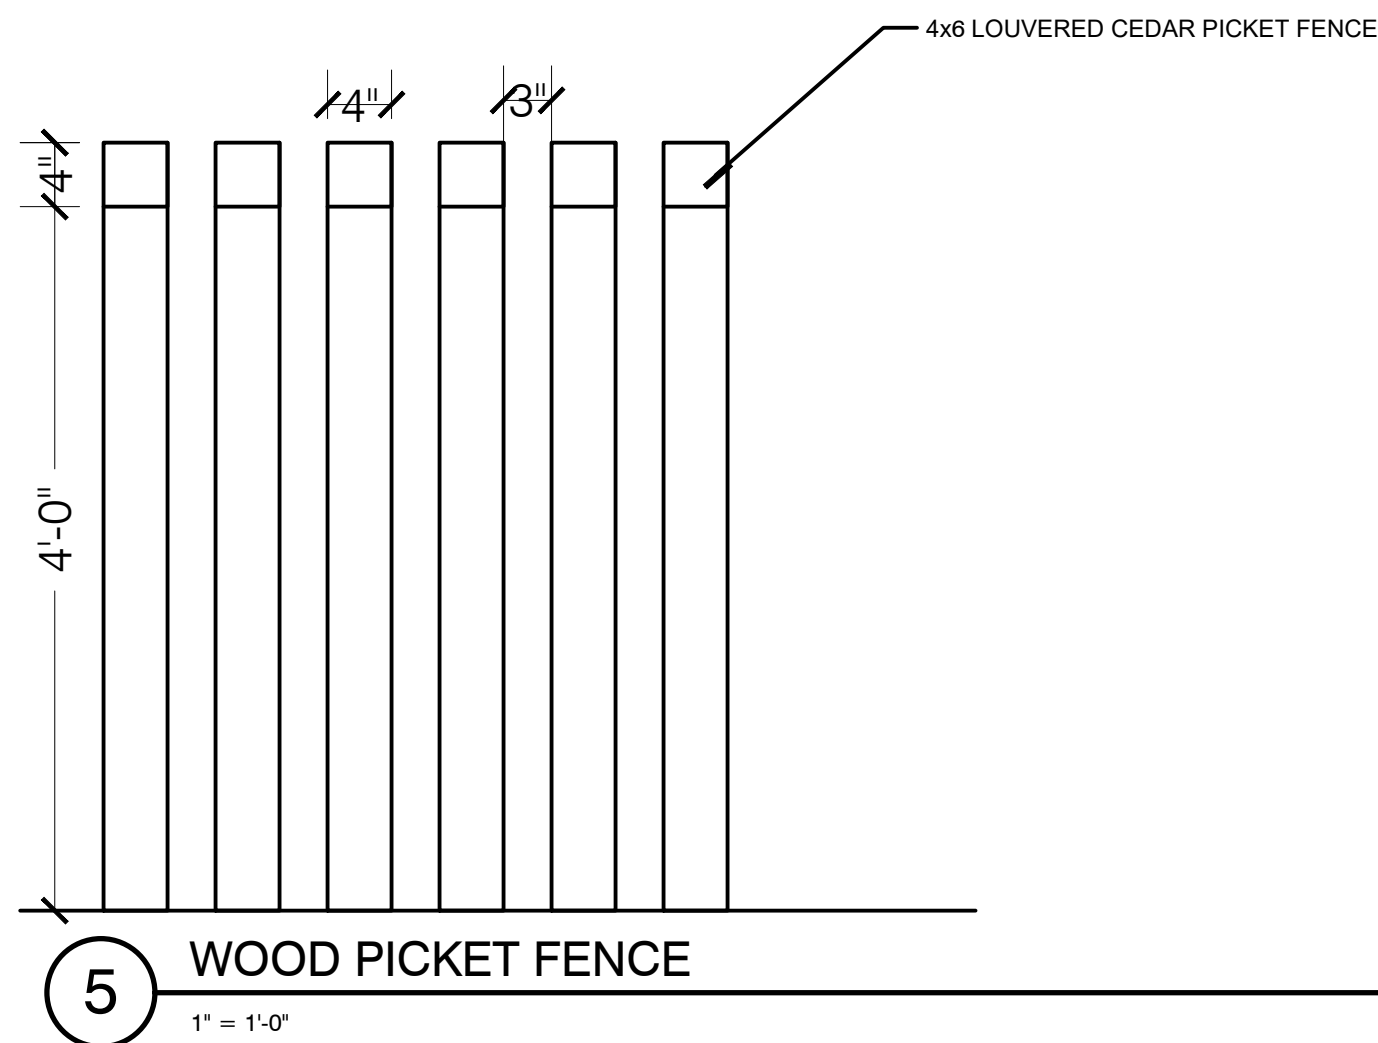 4x6 LOUVERED CEDAR PICKET FENCE
4"
3"
4"
4'-0"
5
WOOD PICKET FENCE
1" = 1'-0"